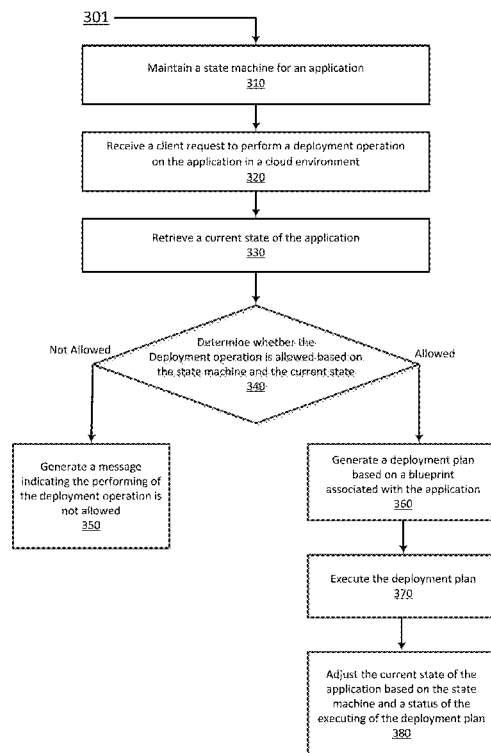 301
Maintain a state machine for an application
310
Receive a client request to perform a deployment operation
on the application in a cloud environment
320
Retrieve a current state of the application
330
Determine whether the
Deployment operation is allowed based on
the state machine and the current state
340
Not Allowed
Allowed
Generate a message
indicating the performing of
the deployment operation is
not allowed
350
Generate a deployment plan
based on a blueprint
associated with the application
360
Execute the deployment plan
370
Adjust the current state of the
application based on the state
machine and a status of the
executing of the deployment plan
380